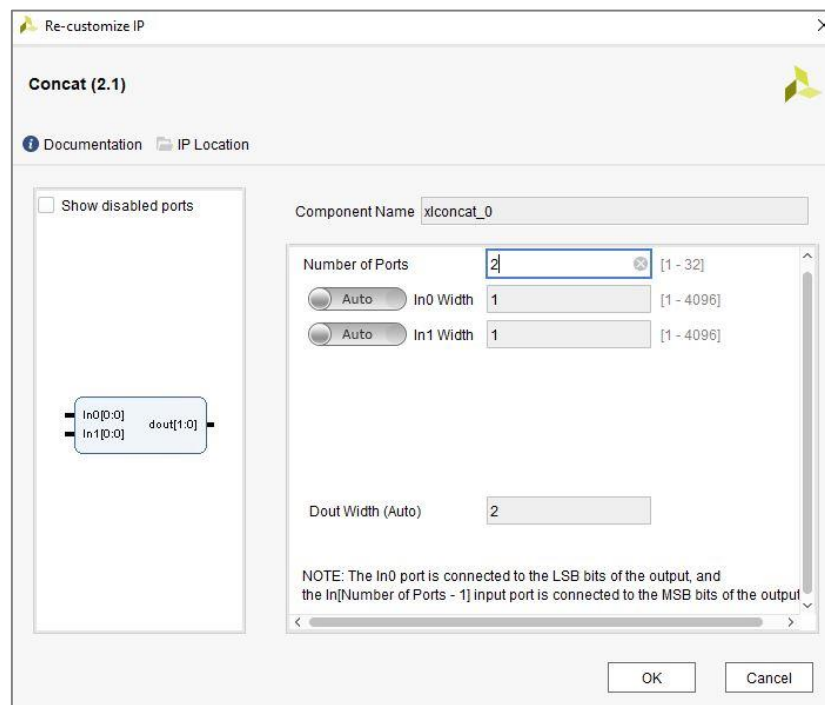 Re-customize IP
Concat (2.1)
Documentation IP Location
Show disabled ports
In0[0:0]
In1[0:0]
dout[1:0]
Component Name xlconcat_0
Number of Ports 2 [1 - 32]
Auto In0 Width 1 [1 - 4096]
Auto In1 Width 1 [1 - 4096]
Dout Width (Auto) 2
NOTE: The In0 port is connected to the LSB bits of the output, and
the In[Number of Ports - 1] input port is connected to the MSB bits of the output
OK Cancel